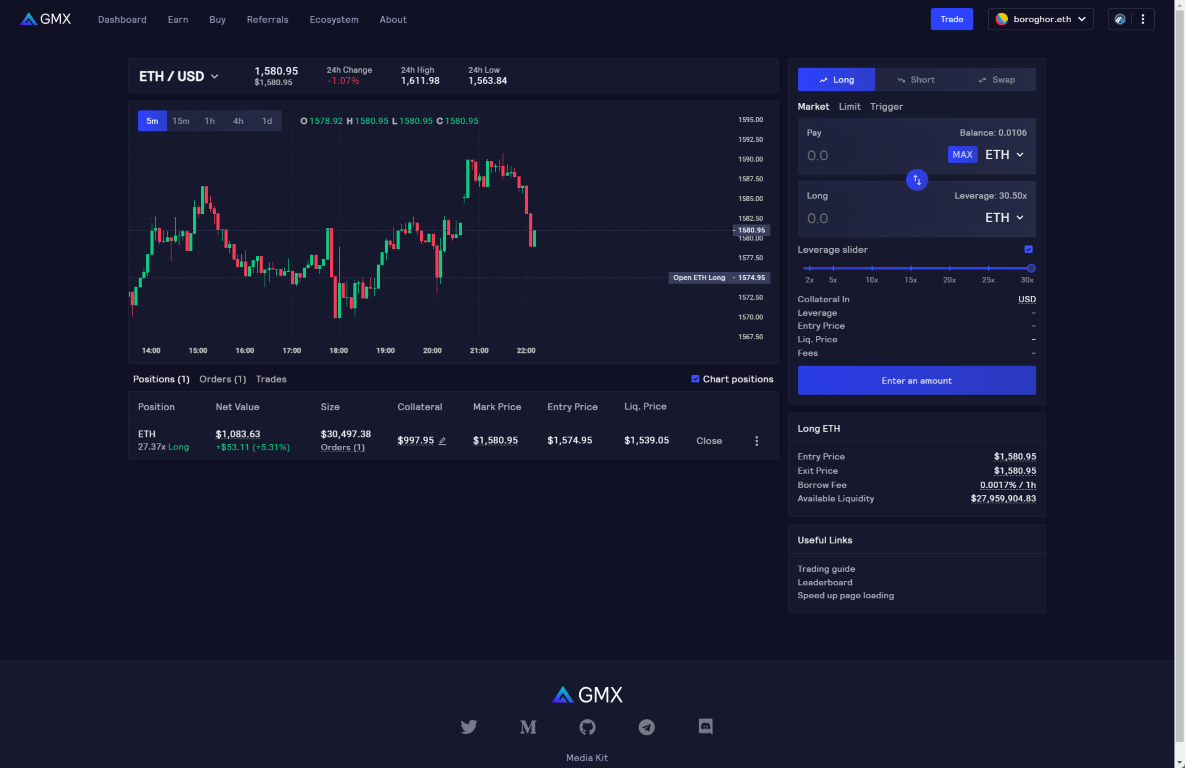 GMX Dashboard Earn Buy Referrals Ecosystem About Trade boroghor.eth
ETH / USD 1,580.95 $1,580.95 24h Change -1.07% 24h High 1,611.98 24h Low 1,563.84
5m 15m 1h 4h 1d O 1578.92 H 1580.95 L 1580.95 C 1580.95
1595.00
1592.50
1590.00
1587.50
1585.00
1582.50
1580.95
1580.00
1577.50
Open ETH Long - 1574.95
1572.50
1570.00
1567.50
14:00 15:00 16:00 17:00 18:00 19:00 20:00 21:00 22:00
Positions (1) Orders (1) Trades Chart positions
Position Net Value Size Collateral Mark Price Entry Price Liq. Price
ETH $1,083.63 $30,497.38 $997.95 $1,580.95 $1,574.95 $1,539.05 Close
27.37x Long +$53.11 (+5.31%) Orders (1)
Long Short Swap
Market Limit Trigger
Pay Balance: 0.0106
0.0 MAX ETH
Long Leverage: 30.50x
0.0 ETH
Leverage slider
2x 5x 10x 15x 20x 25x 30x
Collateral In USD
Leverage -
Entry Price -
Liq. Price -
Fees -
Enter an amount
Long ETH
Entry Price $1,580.95
Exit Price $1,580.95
Borrow Fee 0.0017% / 1h
Available Liquidity $27,959,904.83
Useful Links
Trading guide
Leaderboard
Speed up page loading
GMX
Media Kit